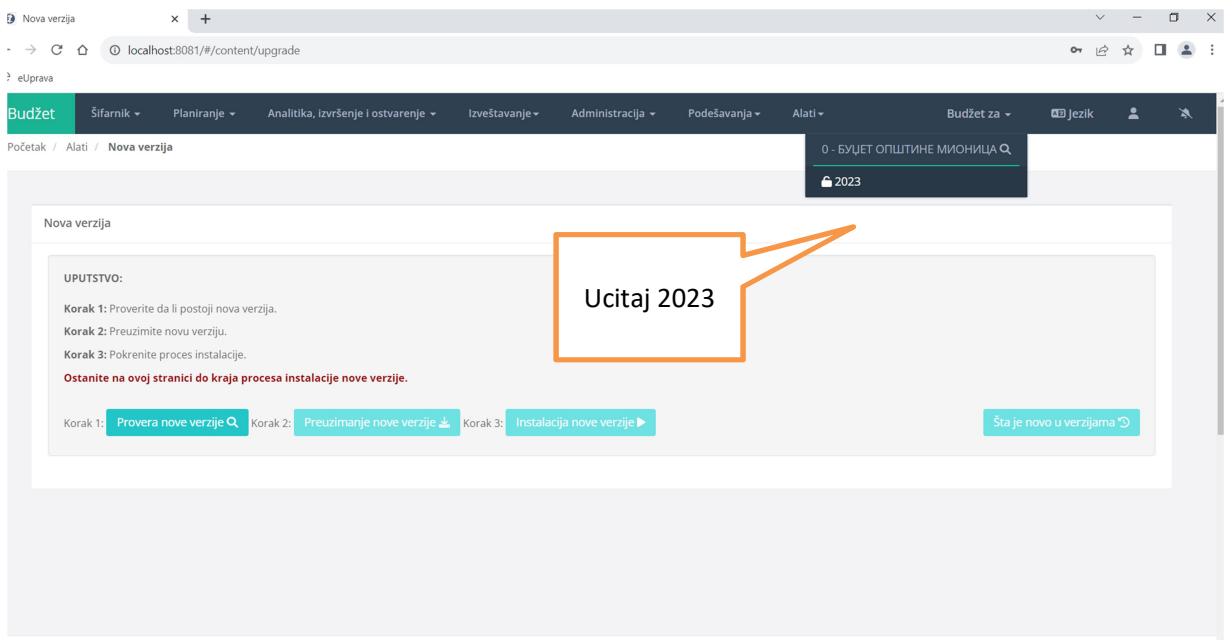 Nova verzija
localhost:8081/#/content/upgrade
eUprava
Budžet Šifarnik Planiranje Analitika, izvršenje i ostvarenje Izveštavanje Administracija Podešavanja Alati Budžet za Jezik
Početak / Alati / Nova verzija
0 - БУЏЕТ ОПШТИНЕ МИОНИЦА
2023
Nova verzija
Ucitaj 2023
UPUTSTVO:
Korak 1: Proverite da li postoji nova verzija.
Korak 2: Preuzimite novu verziju.
Korak 3: Pokrenite proces instalacije.
Ostanite na ovoj stranici do kraja procesa instalacije nove verzije.
Korak 1: Provera nove verzije Korak 2: Preuzimanje nove verzije Korak 3: Instalacija nove verzije Šta je novo u verzijama